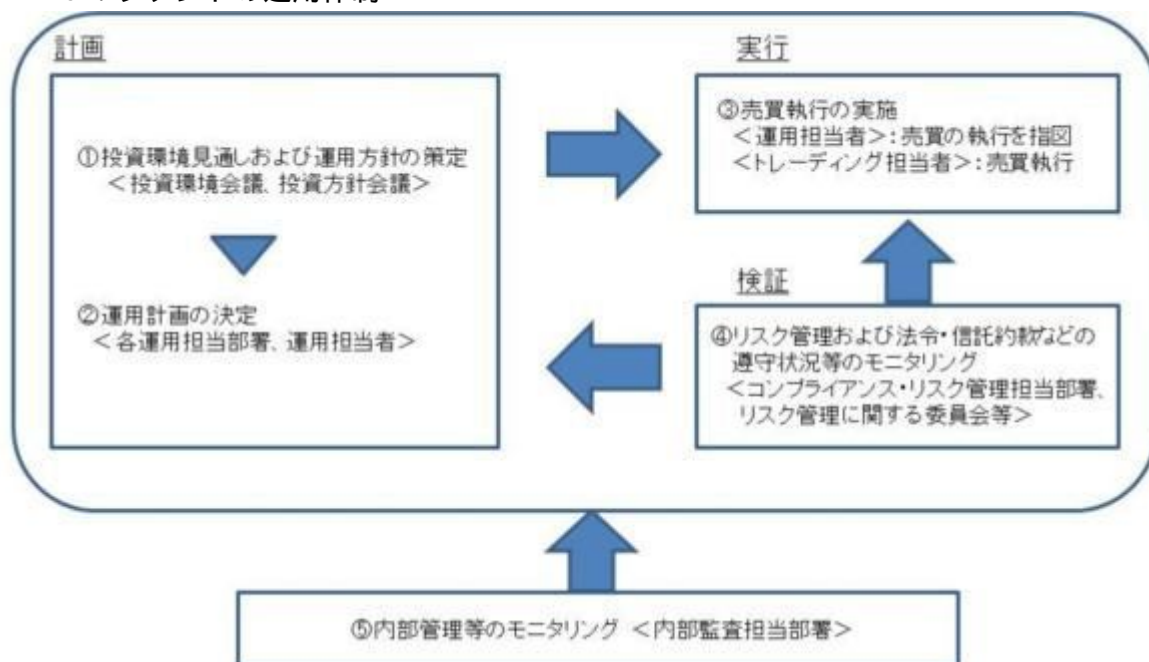 計画
①投資環境見通しおよび運用方針の策定
＜投資環境会議、投資方針会議＞
②運用計画の決定
＜各運用担当部署、運用担当者＞
実行
③売買執行の実施
＜運用担当者＞：売買の執行を指図
＜トレーディング担当者＞：売買執行
検証
④リスク管理および法令・信託約款などの
遵守状況等のモニタリング
＜コンプライアンス・リスク管理担当部署、
リスク管理に関する委員会等＞
⑤内部管理等のモニタリング ＜内部監査担当部署＞